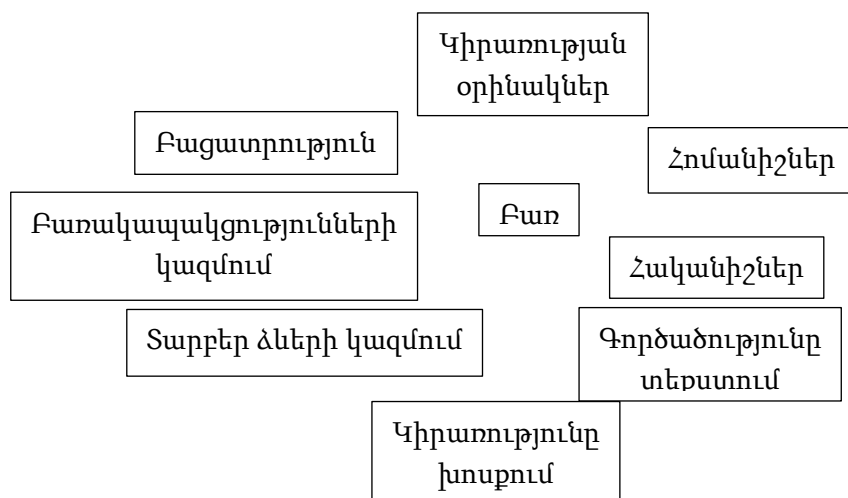 Կիրառության
օրինակներ
Բացատրություն
Հոմանիշներ
Բառ
Բառակապակցությունների
կազմում
Հականիշներ
Տարբեր ձևերի կազմում
Գործածությունը
տեքստում
Կիրառությունը
խոսքում